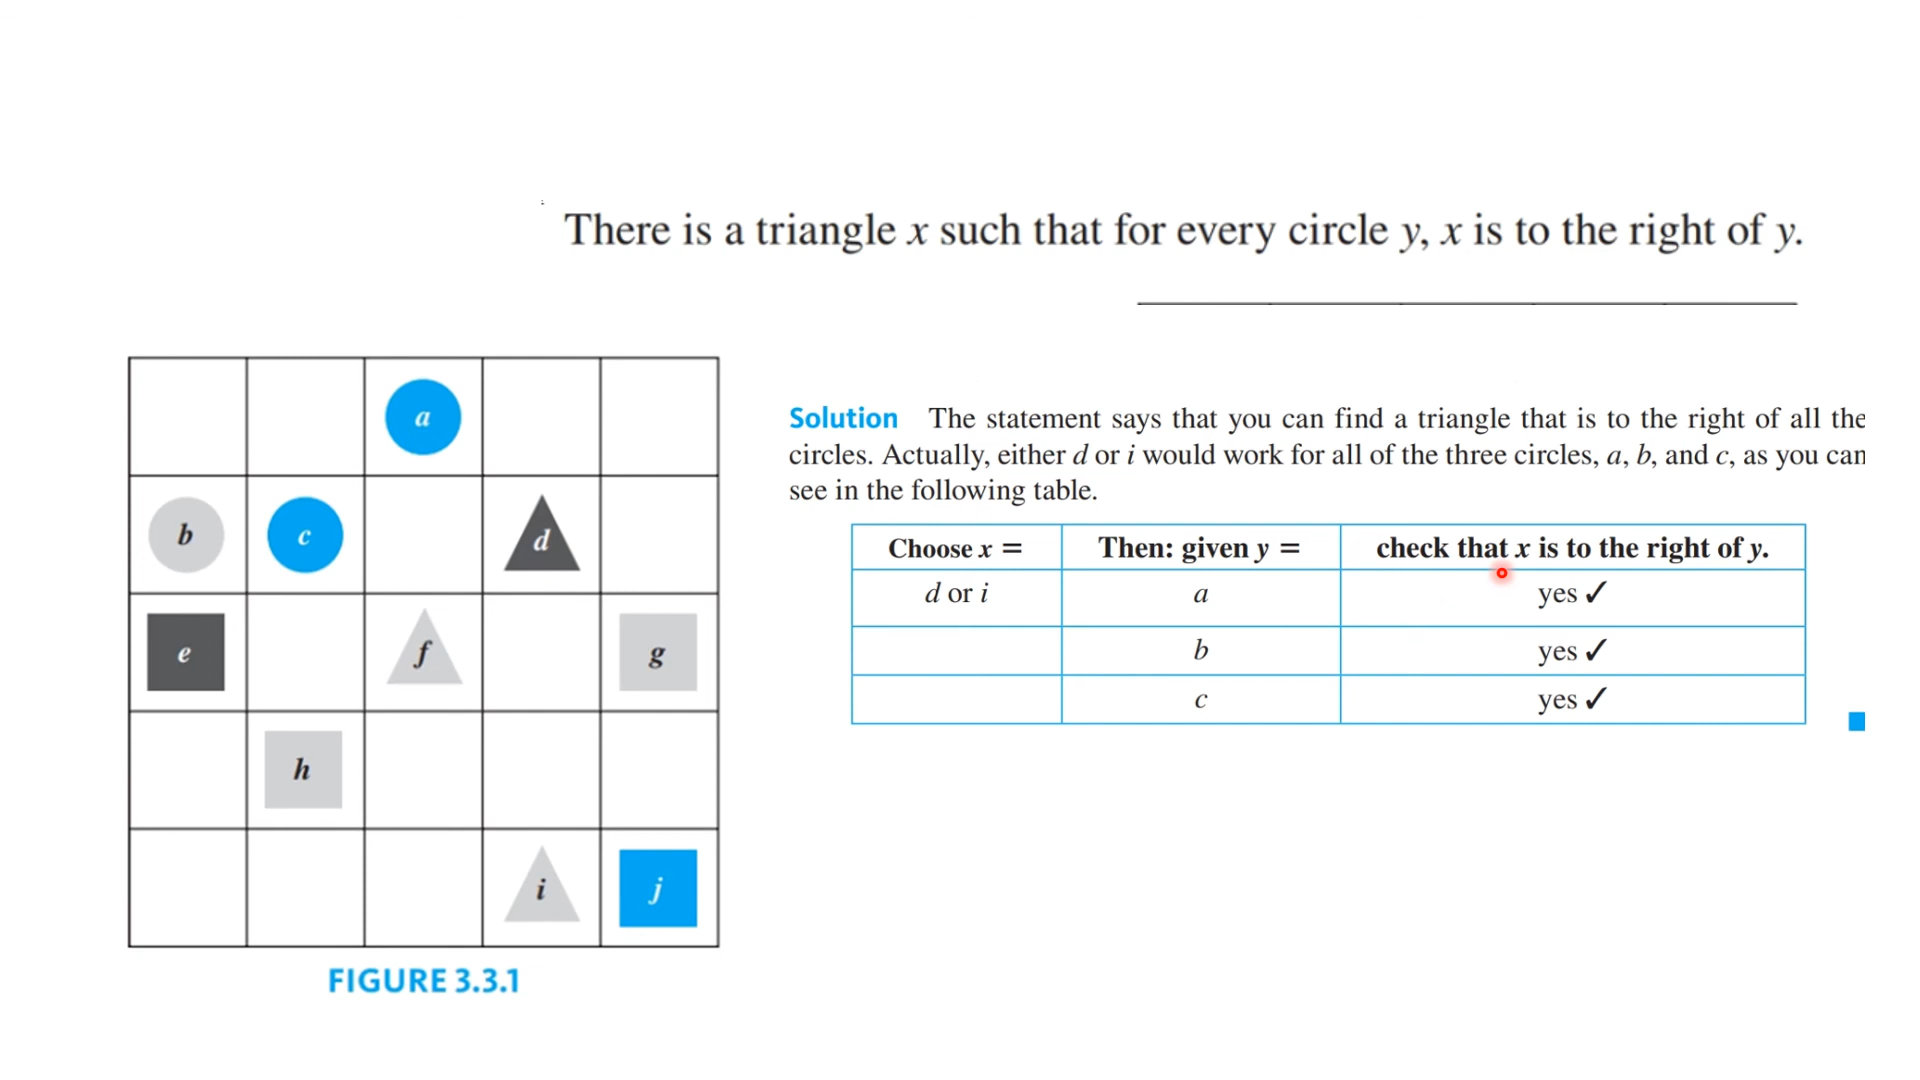 There is a triangle x such that for every circle y, x is to the right of y.
a
b c d
e f g
h
i j
FIGURE 3.3.1
Solution The statement says that you can find a triangle that is to the right of all the
circles. Actually, either d or i would work for all of the three circles, a, b, and c, as you can
see in the following table.
Choose x = Then: given y = check that x is to the right of y.
d or i a yes ✓
b yes ✓
c yes ✓